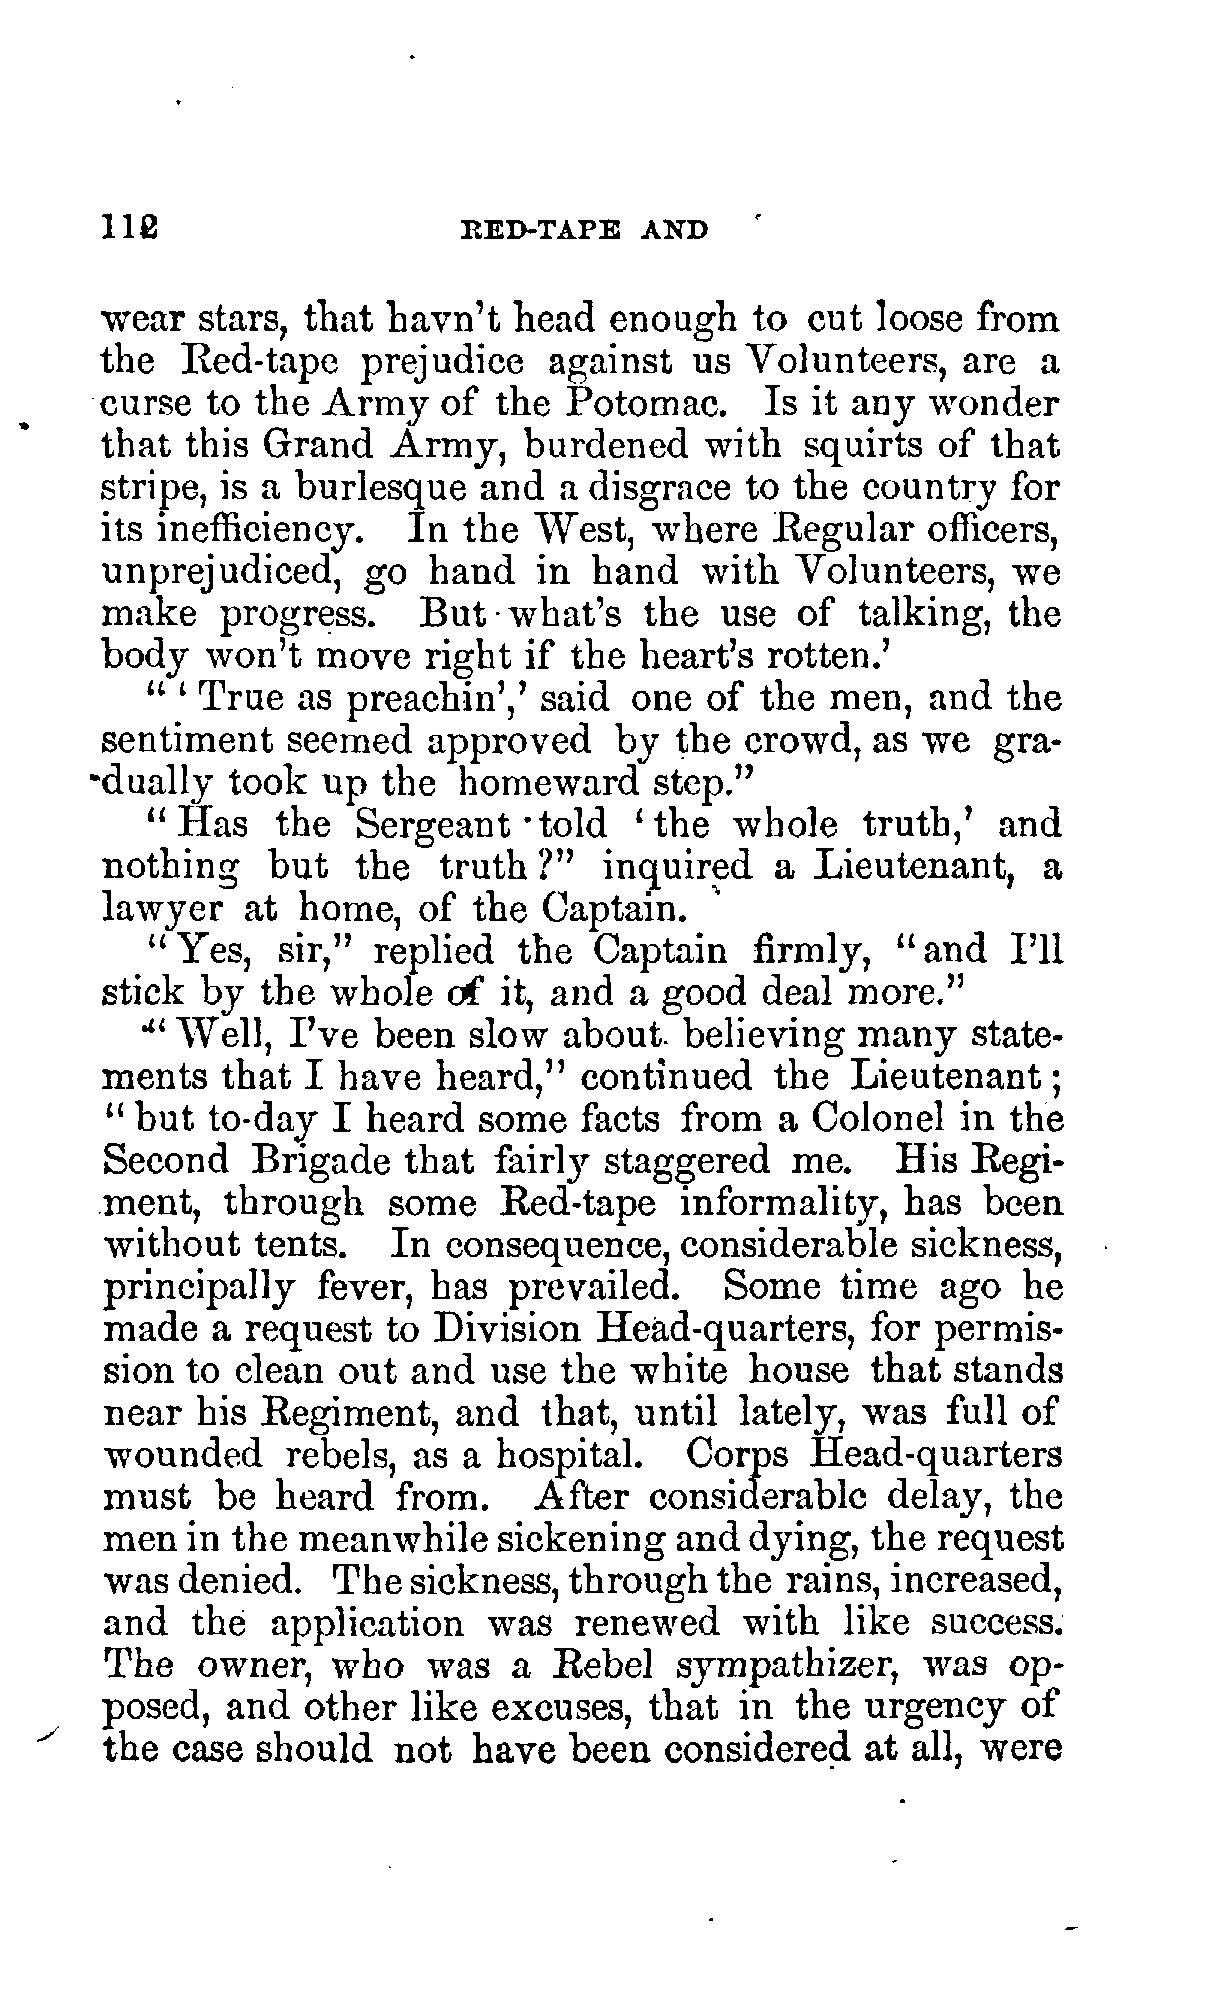 112 RED-TAPE AND
wear stars, that havn't head enough to cut loose from
the Red-tape prejudice against us Volunteers, are a
curse to the Army of the Potomac. Is it any wonder
that this Grand Army, burdened with squirts of that
stripe, is a burlesque and a disgrace to the country for
its inefficiency. In the West, where Regular officers,
unprejudiced, go hand in hand with Volunteers, we
make progress. But what's the use of talking, the
body won't move right if the heart's rotten.'
"'True as preachin',' said one of the men, and the
sentiment seemed approved by the crowd, as we gra-
dually took up the homeward step."
"Has the Sergeant told 'the whole truth,' and
nothing but the truth?" inquired a Lieutenant, a
lawyer at home, of the Captain.
"Yes, sir," replied the Captain firmly, "and I'll
stick by the whole of it, and a good deal more."
"Well, I've been slow about believing many state-
ments that I have heard," continued the Lieutenant;
"but to-day I heard some facts from a Colonel in the
Second Brigade that fairly staggered me. His Regi-
ment, through some Red-tape informality, has been
without tents. In consequence, considerable sickness,
principally fever, has prevailed. Some time ago he
made a request to Division Head-quarters, for permis-
sion to clean out and use the white house that stands
near his Regiment, and that, until lately, was full of
wounded rebels, as a hospital. Corps Head-quarters
must be heard from. After considerable delay, the
men in the meanwhile sickening and dying, the request
was denied. The sickness, through the rains, increased,
and the application was renewed with like success.
The owner, who was a Rebel sympathizer, was op-
posed, and other like excuses, that in the urgency of
the case should not have been considered at all, were